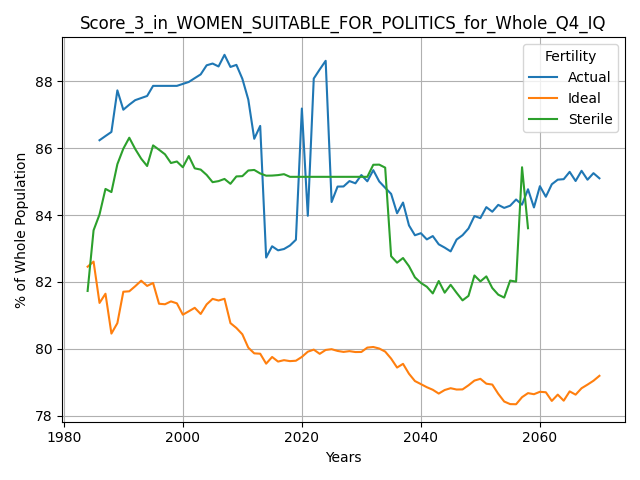 Score_3_in_WOMEN_SUITABLE_FOR_POLITICS_for_Whole_Q4_IQ
Fertility
Actual
Ideal
Sterile
% of Whole Population
88
86
84
82
80
78
1980
2000
2020
2040
2060
Years